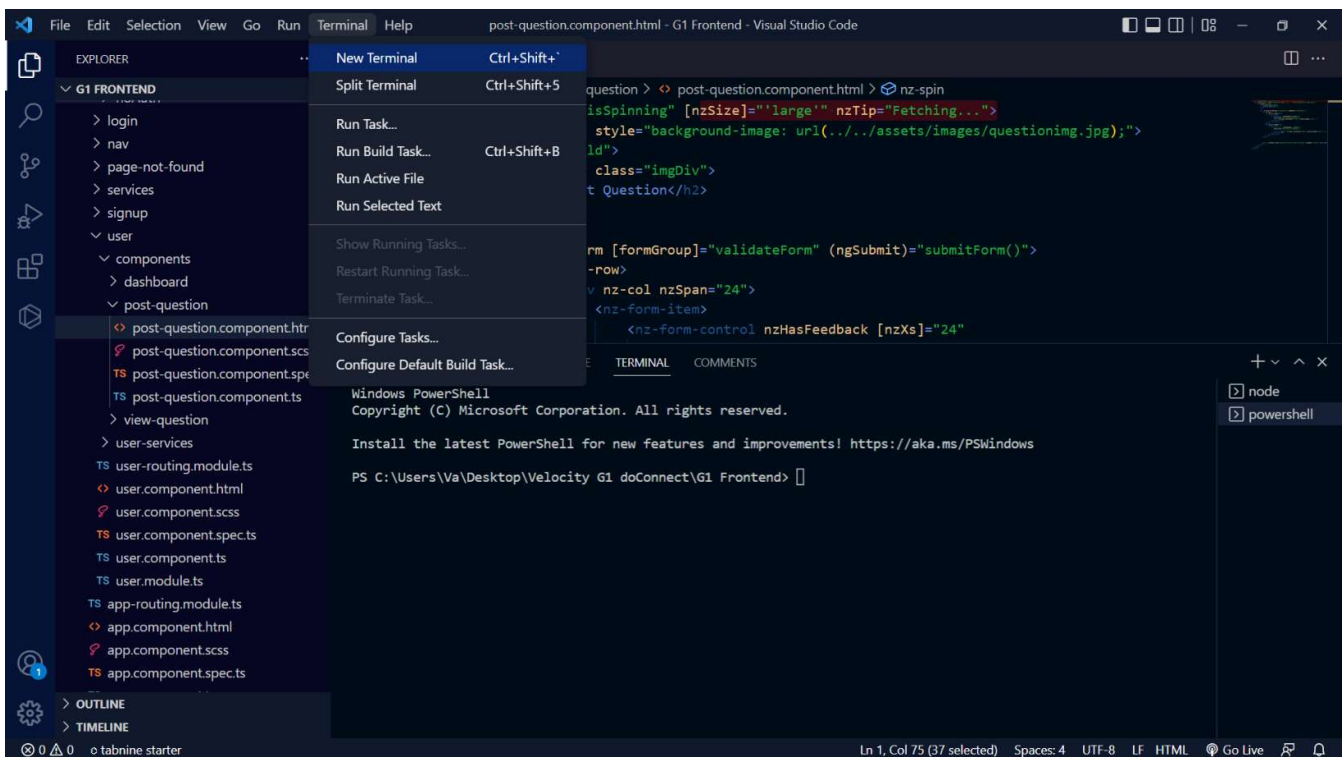 File Edit Selection View Go Run Terminal Help
post-question.component.html - G1 Frontend - Visual Studio Code
EXPLORER
G1 FRONTEND
login
nav
page-not-found
services
signup
user
components
dashboard
post-question
post-question.component.htm
post-question.component.scs
post-question.component.spe
post-question.component.ts
view-question
user-services
TS user-routing.module.ts
user.component.html
user.component.scss
TS user.component.spec.ts
TS user.component.ts
TS user.module.ts
TS app-routing.module.ts
app.component.html
app.component.scss
TS app.component.spec.ts
OUTLINE
TIMELINE
New Terminal Ctrl+Shift+`
Split Terminal Ctrl+Shift+5
Run Task...
Run Build Task... Ctrl+Shift+B
Run Active File
Run Selected Text
Show Running Tasks...
Restart Running Task...
Terminate Task...
Configure Tasks...
Configure Default Build Task...
question > <> post-question.component.html > nz-spin
isSpinning" [nzSize]="'large'" nzTip="Fetching...">
style="background-image: url(../../assets/images/questionimg.jpg);">
ld">
class="imgDiv">
t Question</h2>
rm [formGroup]="validateForm" (ngSubmit)="submitForm()">
-row>
v nz-col nzSpan="24">
<nz-form-item>
<nz-form-control nzHasFeedback [nzXs]="24"
E TERMINAL COMMENTS
node
powershell
Windows PowerShell
Copyright (C) Microsoft Corporation. All rights reserved.
Install the latest PowerShell for new features and improvements! https://aka.ms/PSWindows
PS C:\Users\Va\Desktop\Velocity G1 doConnect\G1 Frontend>
1
0 0 tabnine starter
Ln 1, Col 75 (37 selected) Spaces: 4 UTF-8 LF HTML Go Live